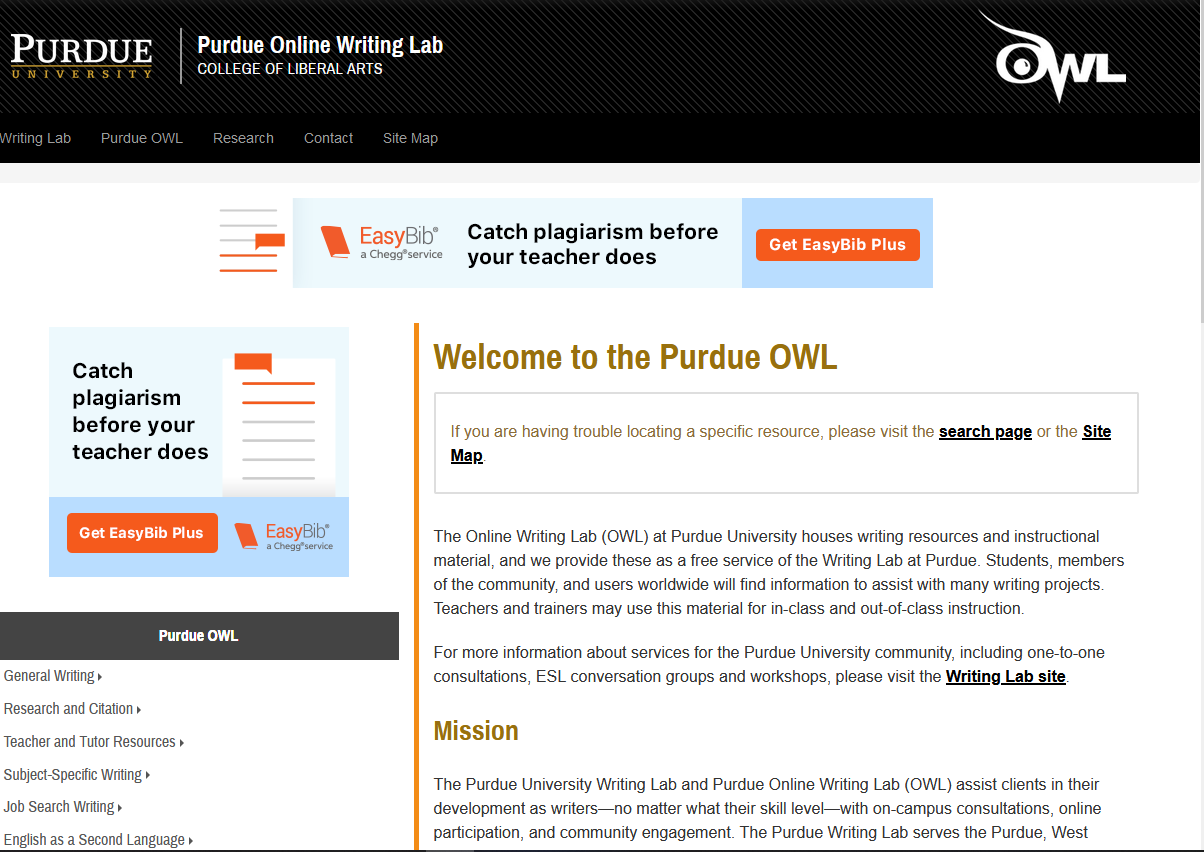 PURDUE
UNIVERSITY
Purdue Online Writing Lab
COLLEGE OF LIBERAL ARTS
OWL
Writing Lab
Purdue OWL
Research
Contact
Site Map
EasyBib®
a Chegg®service
Catch plagiarism before
your teacher does
Get EasyBib Plus
Catch
plagiarism
before your
teacher does
Get EasyBib Plus
EasyBib®
a Chegg®service
Purdue OWL
General Writing
Research and Citation
Teacher and Tutor Resources
Subject-Specific Writing
Job Search Writing
English as a Second Language
Welcome to the Purdue OWL
If you are having trouble locating a specific resource, please visit the search page or the Site
Map.
The Online Writing Lab (OWL) at Purdue University houses writing resources and instructional
material, and we provide these as a free service of the Writing Lab at Purdue. Students, members
of the community, and users worldwide will find information to assist with many writing projects.
Teachers and trainers may use this material for in-class and out-of-class instruction.
For more information about services for the Purdue University community, including one-to-one
consultations, ESL conversation groups and workshops, please visit the Writing Lab site.
Mission
The Purdue University Writing Lab and Purdue Online Writing Lab (OWL) assist clients in their
development as writers—no matter what their skill level—with on-campus consultations, online
participation, and community engagement. The Purdue Writing Lab serves the Purdue, West